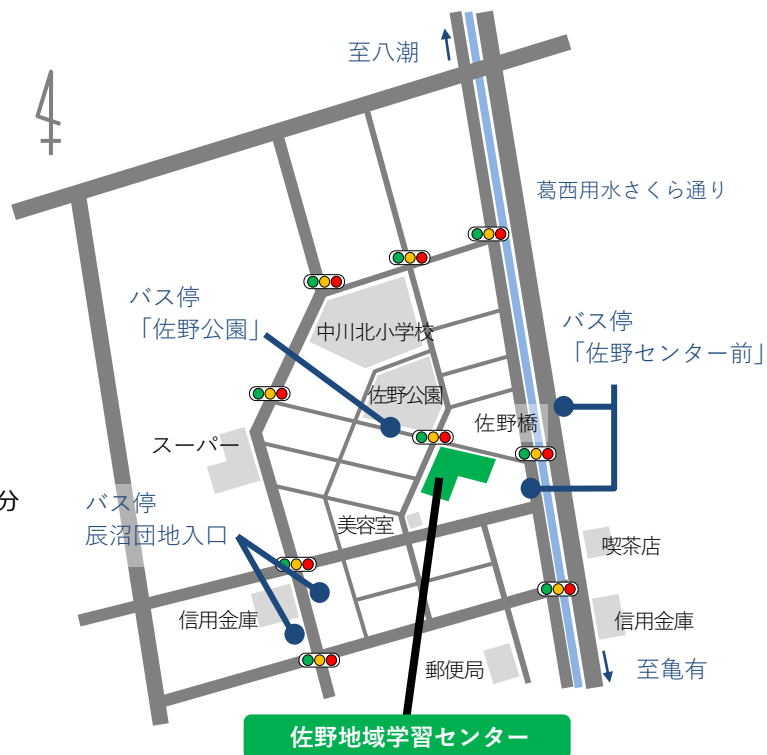 至八潮
葛西用水さくら通り
バス停
「佐野公園」
中川北小学校
バス停
「佐野センター前」
佐野公園
佐野橋
スーパー
分
バス停
辰沼団地入口
美容室
喫茶店
信用金庫
信用金庫
郵便局
至亀有
佐野地域学習センター